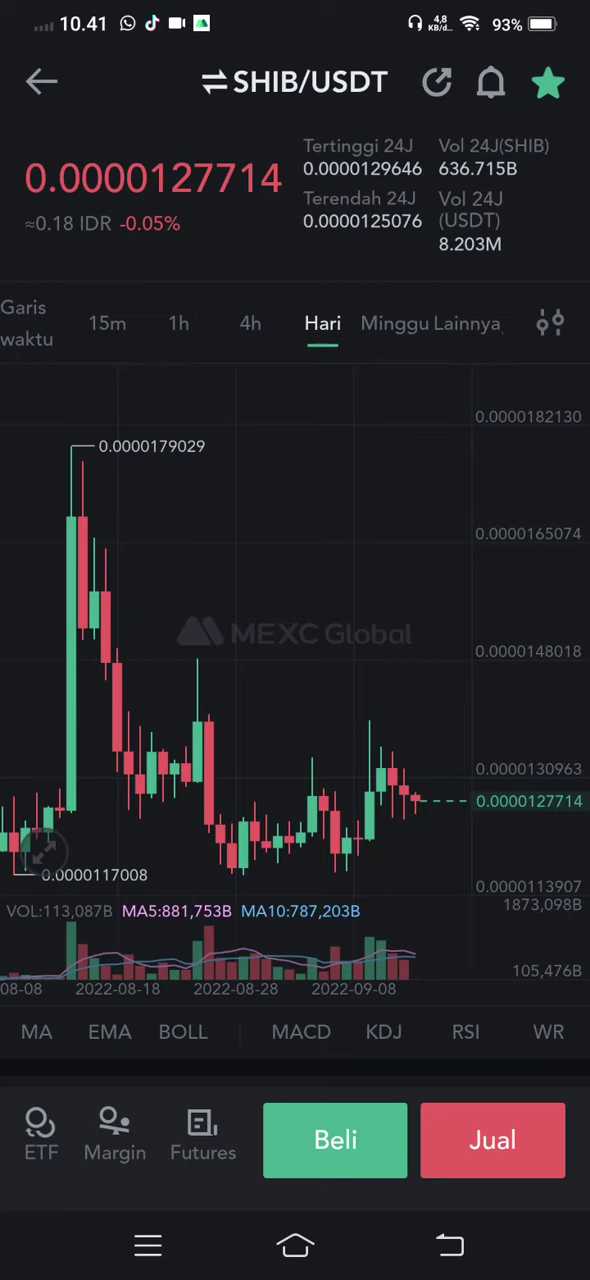 10.41
4,8
KB/d..
93%
SHIB/USDT
0.0000127714
≈0.18 IDR -0.05%
Tertinggi 24J
0.0000129646
Terendah 24J
0.0000125076
Vol 24J(SHIB)
636.715B
Vol 24J
(USDT)
8.203M
Garis
waktu
15m
1h
4h
Hari
Minggu
Lainnya
0.0000182130
0.0000179029
0.0000165074
MEXC Global
0.0000148018
0.0000130963
0.0000127714
0.0000117008
0.0000113907
VOL:113,087B MA5:881,753B MA10:787,203B
1873,098B
105,476B
08-08
2022-08-18
2022-08-28
2022-09-08
MA
EMA
BOLL
MACD
KDJ
RSI
WR
ETF
Margin
Futures
Beli
Jual